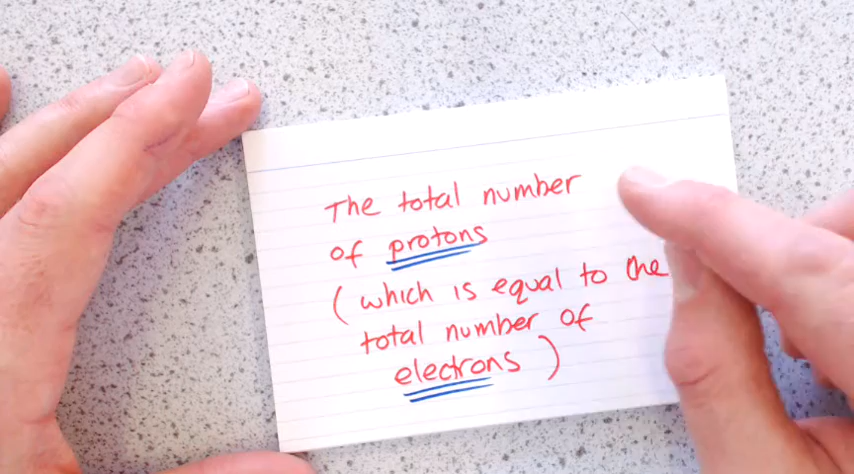 The total number
of protons
(which is equal to the
total number of
electrons)